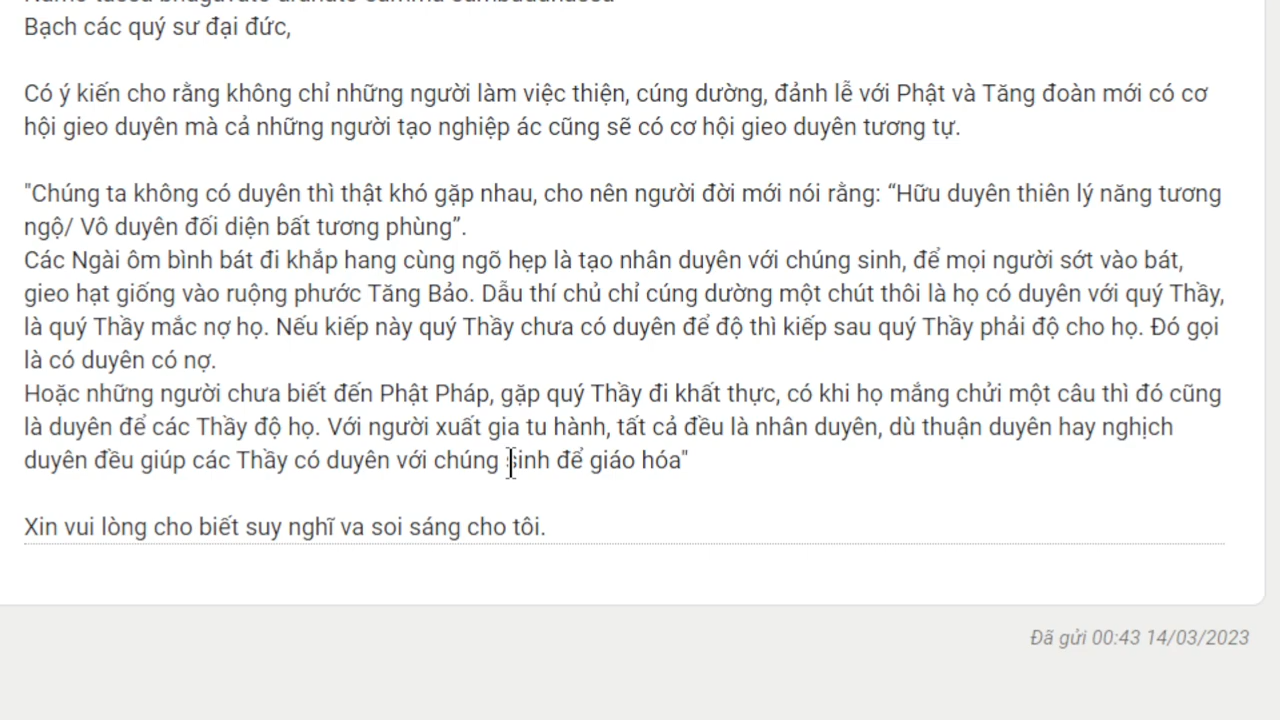 Bạch các quý sư đại đức,
Có ý kiến cho rằng không chỉ những người làm việc thiện, cúng dường, đảnh lễ với Phật và Tăng đoàn mới có cơ
hội gieo duyên mà cả những người tạo nghiệp ác cũng sẽ có cơ hội gieo duyên tương tự.
"Chúng ta không có duyên thì thật khó gặp nhau, cho nên người đời mới nói rằng: “Hữu duyên thiên lý năng tương
ngộ/ Vô duyên đối diện bất tương phùng”.
Các Ngài ôm bình bát đi khắp hang cùng ngõ hẹp là tạo nhân duyên với chúng sinh, để mọi người sớt vào bát,
gieo hạt giống vào ruộng phước Tăng Bảo. Dẫu thí chủ chỉ cúng dường một chút thôi là họ có duyên với quý Thầy,
là quý Thầy mắc nợ họ. Nếu kiếp này quý Thầy chưa có duyên để độ thì kiếp sau quý Thầy phải độ cho họ. Đó gọi
là có duyên có nợ.
Hoặc những người chưa biết đến Phật Pháp, gặp quý Thầy đi khất thực, có khi họ mắng chửi một câu thì đó cũng
là duyên để các Thầy độ họ. Với người xuất gia tu hành, tất cả đều là nhân duyên, dù thuận duyên hay nghịch
duyên đều giúp các Thầy có duyên với chúng sinh để giáo hóa"
Xin vui lòng cho biết suy nghĩ va soi sáng cho tôi.
Đã gửi 00:43 14/03/2023